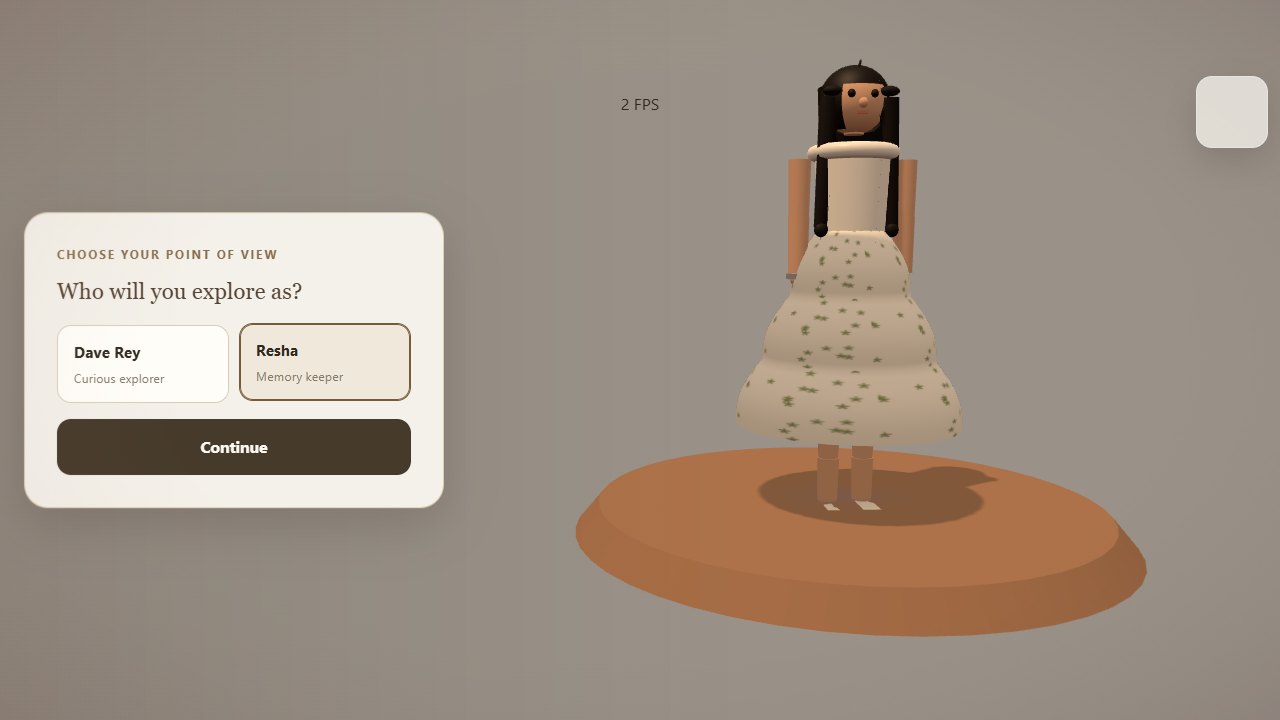 2 FPS
CHOOSE YOUR POINT OF VIEW
Who will you explore as?
Dave Rey
Curious explorer
Resha
Memory keeper
Continue